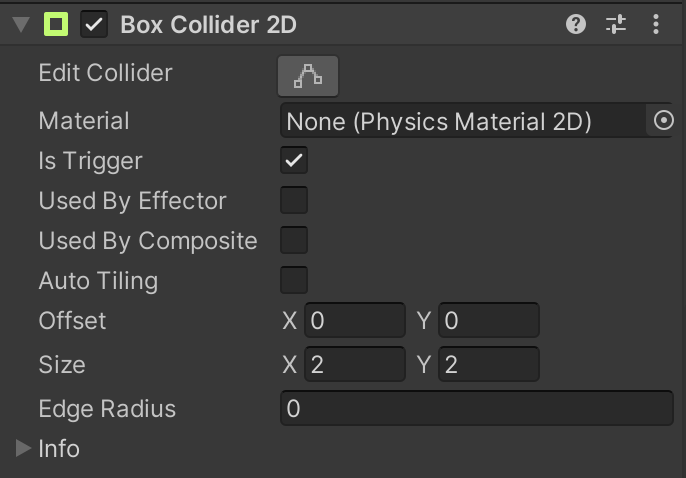 Box Collider 2D
Edit Collider
Material None (Physics Material 2D)
Is Trigger
Used By Effector
Used By Composite
Auto Tiling
Offset X 0 Y 0
Size X 2 Y 2
Edge Radius 0
Info